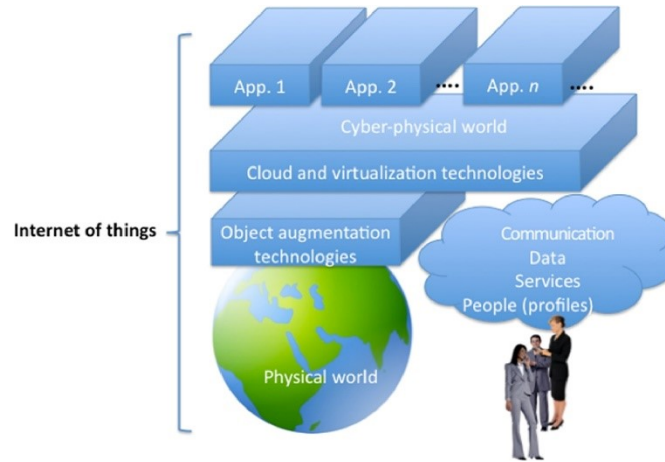 App. 1
App. 2
....
App. n
....
Cyber-physical world
Cloud and virtualization technologies
Internet of things
Object augmentation
technologies
Communication
Data
Services
People (profiles)
Physical world